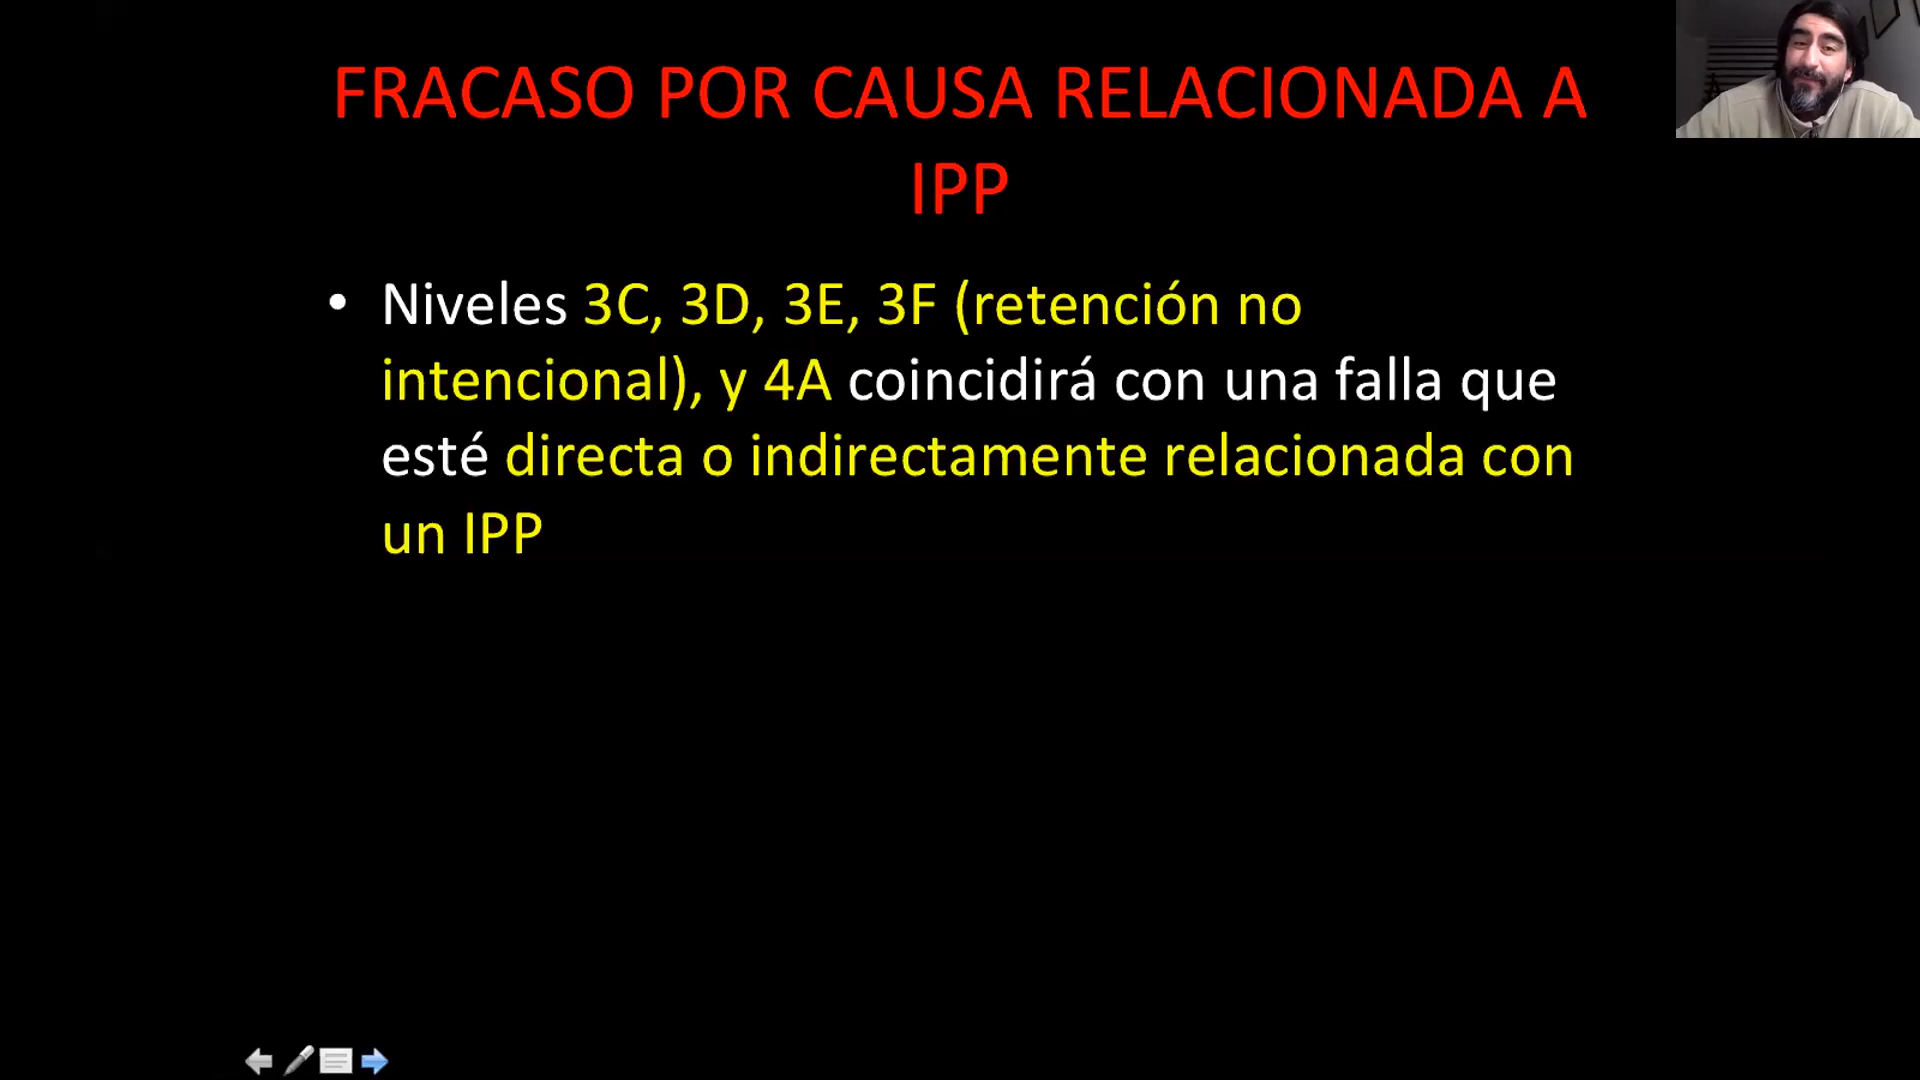 FRACASO POR CAUSA RELACIONADA A
IPP
• Niveles 3C, 3D, 3E, 3F (retención no
intencional), y 4A coincidirá con una falla que
esté directa o indirectamente relacionada con
un IPP